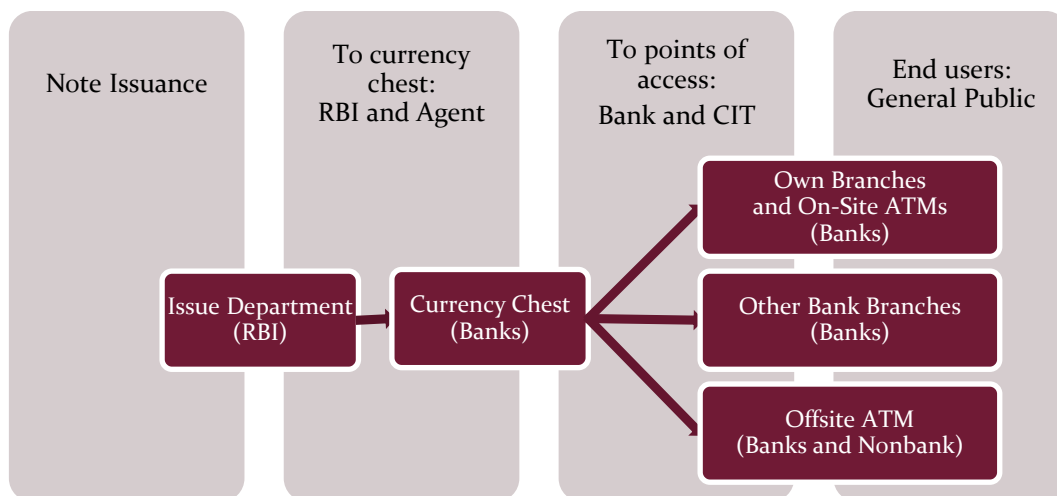 Note Issuance
To currency
chest:
RBI and Agent
To points of
access:
Bank and CIT
End users:
General Public
Issue Department
(RBI)
Currency Chest
(Banks)
Own Branches
and On-Site ATMs
(Banks)
Other Bank Branches
(Banks)
Offsite ATM
(Banks and Nonbank)